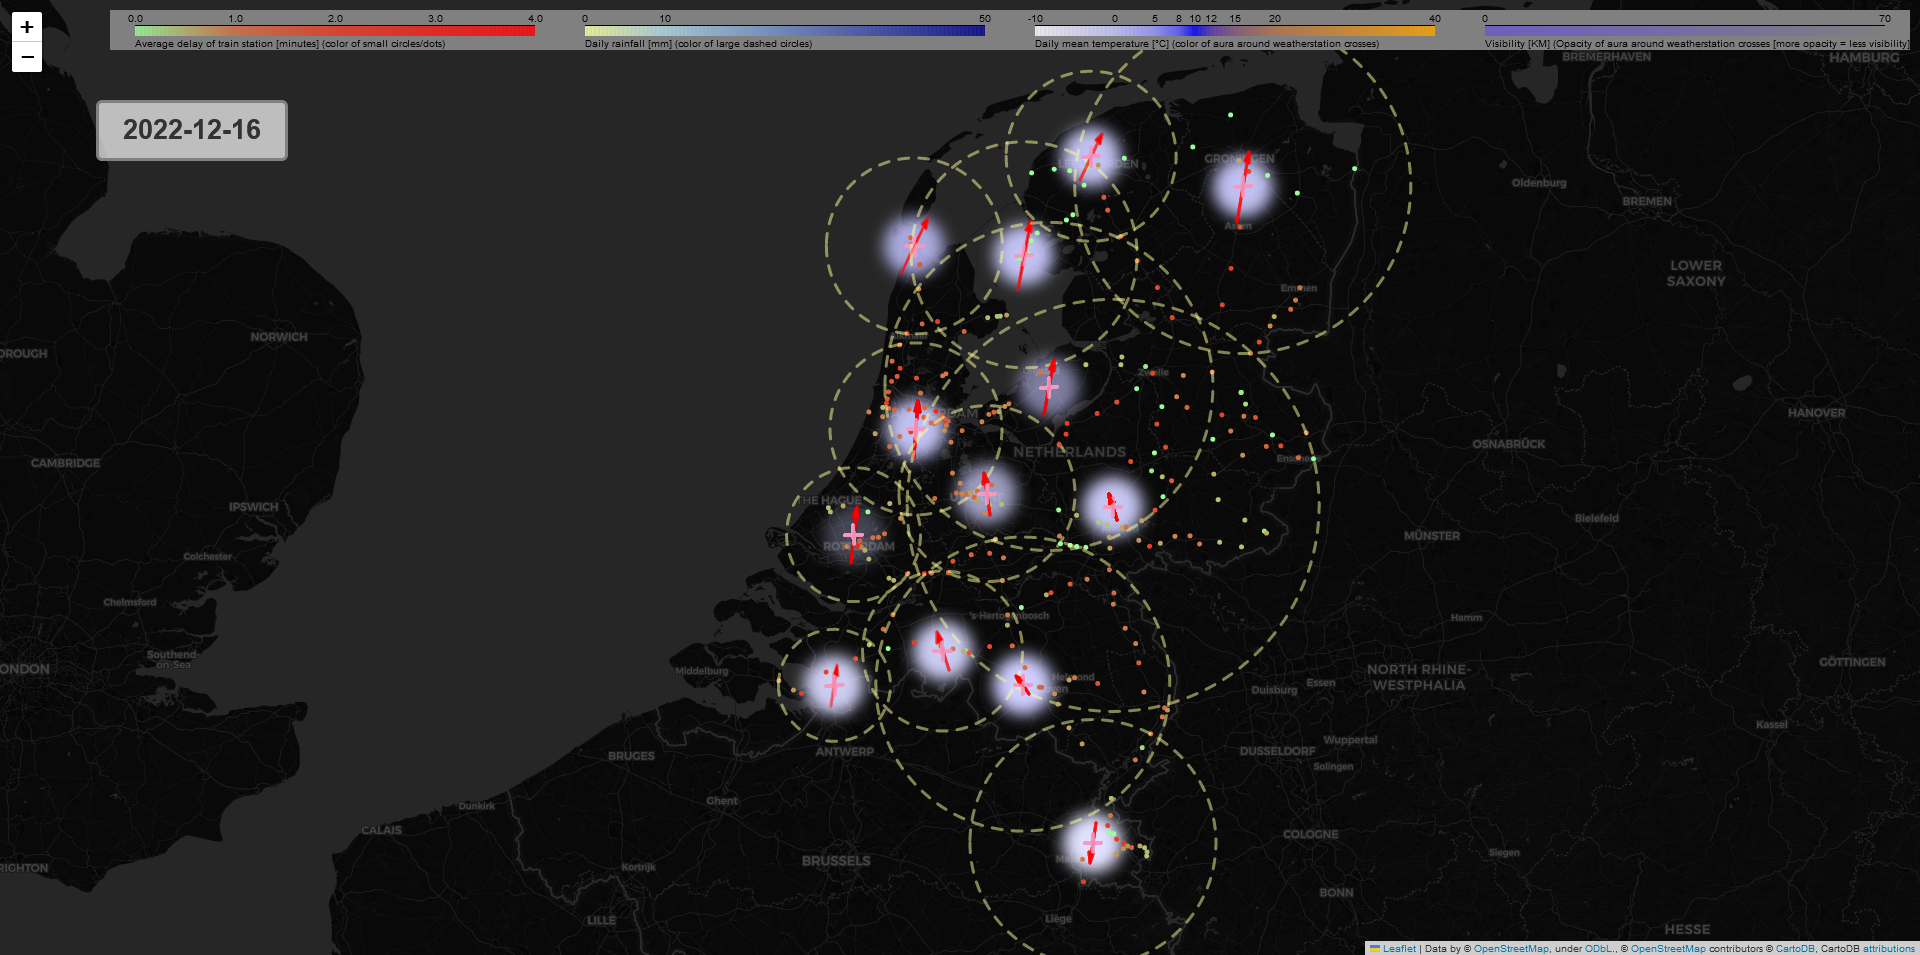 +
−
0.0 1.0 2.0 3.0 4.0
Average delay of train station [minutes] (color of small circles/dots)
0 10 50
Daily rainfall [mm] (color of large dashed circles)
-10 0 5 8 10 12 15 20 40
Daily mean temperature [°C] (color of aura around weatherstation crosses)
0 70
Visibility [KM] (Opacity of aura around weatherstation crosses [more opacity = less visibility]
2022-12-16
BREMERHAVEN
HAMBURG
GRONINGEN
Oldenburg
BREMEN
Assen
LOWER
SAXONY
Emmen
NORWICH
OROUGH
Zwolle
HANOVER
NETHERLANDS
OSNABRÜCK
CAMBRIDGE
Enschede
THE HAGUE
IPSWICH
Bielefeld
MÜNSTER
ROTTERDAM
Colchester
Chelmsford
's-Hertogenbosch
Hamm
Southend
-on-Sea
ONDON
Middelburg
Helmond
NORTH RHINE-
WESTPHALIA
GÖTTINGEN
Essen
Duisburg
Kassel
ANTWERP
BRUGES
DUSSELDORF
Wuppertal
Solingen
Ghent
Dunkirk
CALAIS
COLOGNE
BRUSSELS
Siegen
Kortrijk
RIGHTON
BONN
LILLE
Liège
HESSE
Leaflet | Data by © OpenStreetMap, under ODbL., © OpenStreetMap contributors © CartoDB, CartoDB attributions